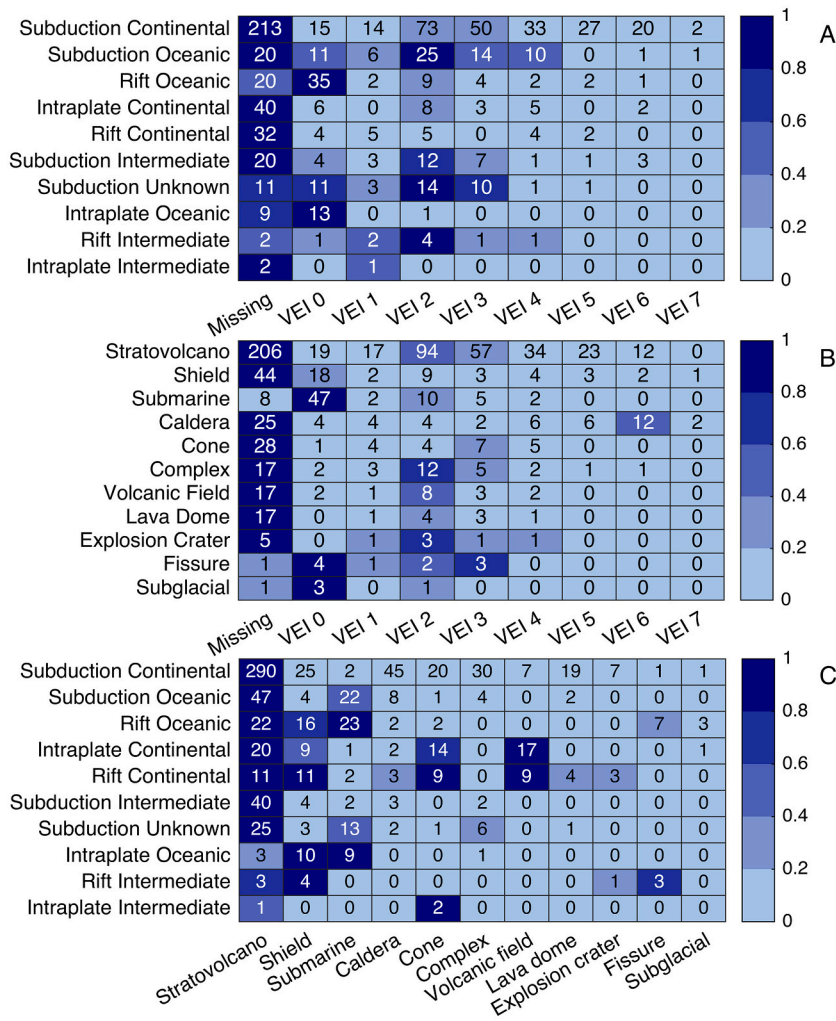 Subduction Continental 213 15 14 73 50 33 27 20 2 1 A
Subduction Oceanic 20 11 6 25 14 10 0 1 1 0.8
Rift Oceanic 20 35 2 9 4 2 2 1 0
Intraplate Continental 40 6 0 8 3 5 0 2 0 0.6
Rift Continental 32 4 5 5 0 4 2 0 0
Subduction Intermediate 20 4 3 12 7 1 1 3 0 0.4
Subduction Unknown 11 11 3 14 10 1 1 0 0
Intraplate Oceanic 9 13 0 1 0 0 0 0 0 0.2
Rift Intermediate 2 1 2 4 1 1 0 0 0
Intraplate Intermediate 2 0 1 0 0 0 0 0 0 0
Missing VEI 0 VEI 1 VEI 2 VEI 3 VEI 4 VEI 5 VEI 6 VEI 7
Stratovolcano 206 19 17 94 57 34 23 12 0 1 B
Shield 44 18 2 9 3 4 3 2 1
Submarine 8 47 2 10 5 2 0 0 0 0.8
Caldera 25 4 4 4 2 6 6 12 2
Cone 28 1 4 4 7 5 0 0 0 0.6
Complex 17 2 3 12 5 2 1 1 0
Volcanic Field 17 2 1 8 3 2 0 0 0 0.4
Lava Dome 17 0 1 4 3 1 0 0 0
Explosion Crater 5 0 1 3 1 1 0 0 0 0.2
Fissure 1 4 1 2 3 0 0 0 0
Subglacial 1 3 0 1 0 0 0 0 0 0
Missing VEI 0 VEI 1 VEI 2 VEI 3 VEI 4 VEI 5 VEI 6 VEI 7
Subduction Continental 290 25 2 45 20 30 7 19 7 1 1 1 C
Subduction Oceanic 47 4 22 8 1 4 0 2 0 0 0 0.8
Rift Oceanic 22 16 23 2 2 0 0 0 0 7 3
Intraplate Continental 20 9 1 2 14 0 17 0 0 0 1 0.6
Rift Continental 11 11 2 3 9 0 9 4 3 0 0
Subduction Intermediate 40 4 2 3 0 2 0 0 0 0 0 0.4
Subduction Unknown 25 3 13 2 1 6 0 1 0 0 0
Intraplate Oceanic 3 10 9 0 0 1 0 0 0 0 0 0.2
Rift Intermediate 3 4 0 0 0 0 0 0 1 3 0
Intraplate Intermediate 1 0 0 0 2 0 0 0 0 0 0 0
Stratovolcano Shield Submarine Caldera Cone Complex Volcanic field Lava dome Explosion crater Fissure Subglacial